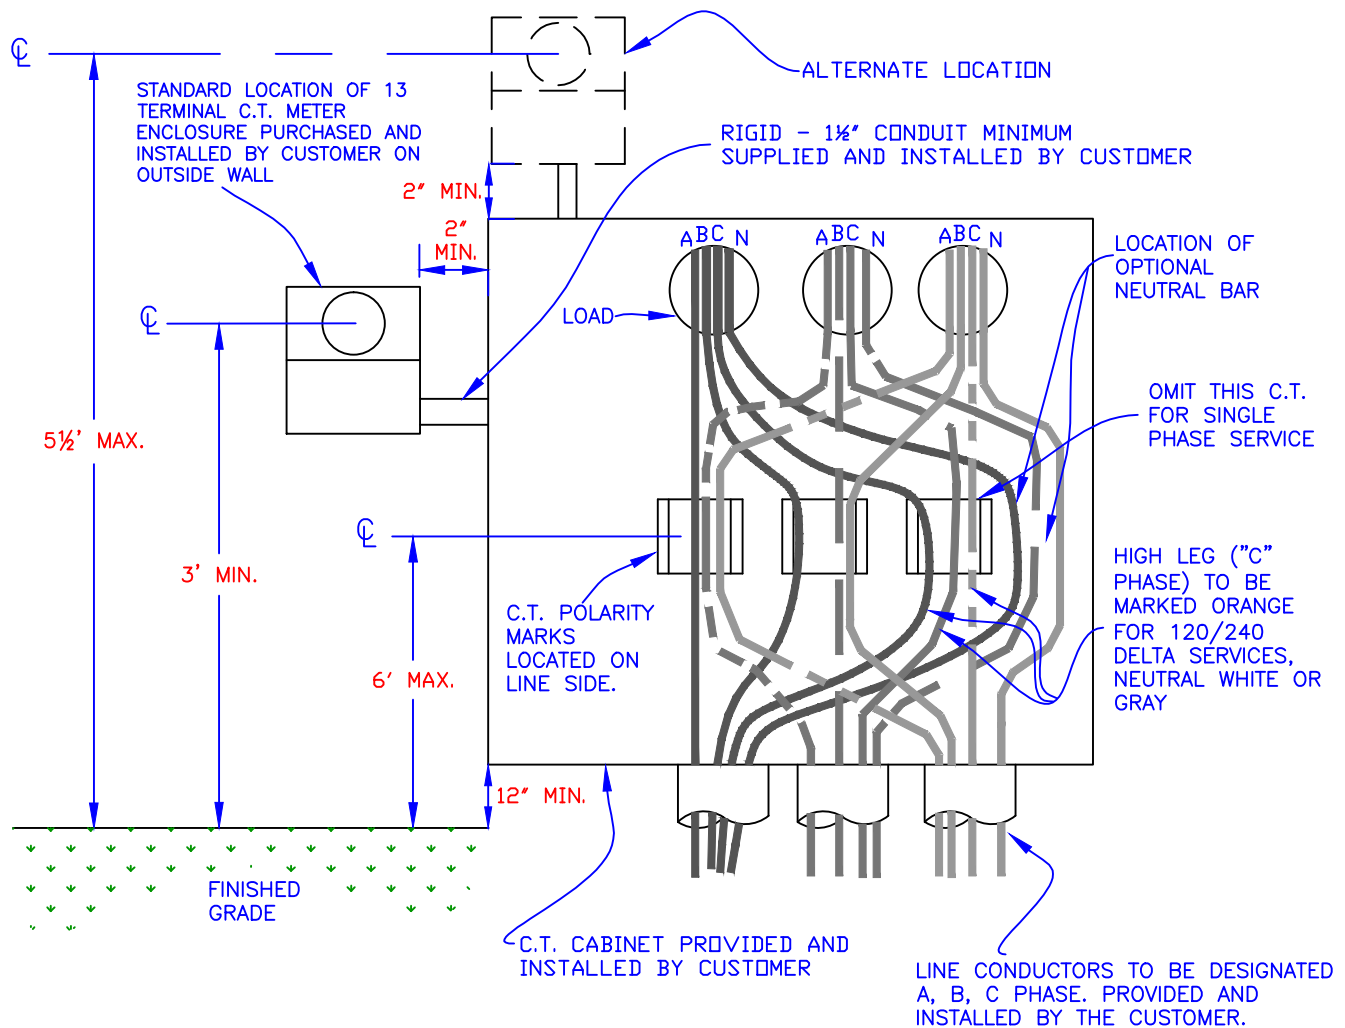 ℄
ALTERNATE LOCATION
STANDARD LOCATION OF 13
TERMINAL C.T. METER
ENCLOSURE PURCHASED AND
INSTALLED BY CUSTOMER ON
OUTSIDE WALL
RIGID - 1½" CONDUIT MINIMUM
SUPPLIED AND INSTALLED BY CUSTOMER
2" MIN.
2"
MIN.
A B C N
A B C N
A B C N
LOCATION OF
OPTIONAL
NEUTRAL BAR
℄
LOAD
OMIT THIS C.T.
FOR SINGLE
PHASE SERVICE
5½' MAX.
℄
3' MIN.
HIGH LEG ("C"
PHASE) TO BE
MARKED ORANGE
FOR 120/240
DELTA SERVICES,
NEUTRAL WHITE OR
GRAY
C.T. POLARITY
MARKS
LOCATED ON
LINE SIDE.
6' MAX.
12" MIN.
FINISHED
GRADE
C.T. CABINET PROVIDED AND
INSTALLED BY CUSTOMER
LINE CONDUCTORS TO BE DESIGNATED
A, B, C PHASE. PROVIDED AND
INSTALLED BY THE CUSTOMER.